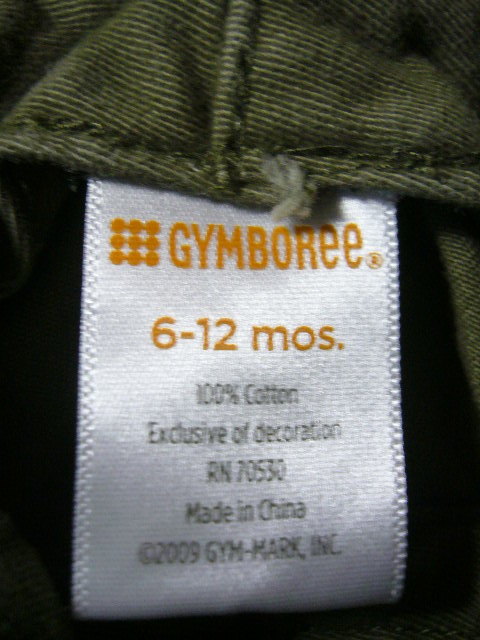 GYMBOREE®
6-12 mos.
100% Cotton
Exclusive of decoration
RN 70530
Made in China
©2009 GYM-MARK, INC.